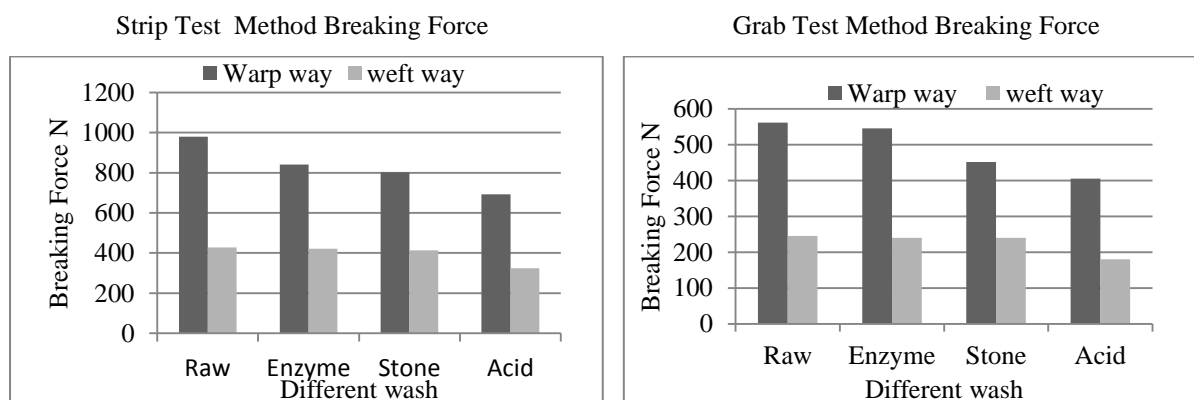 Strip Test Method Breaking Force
Warp way weft way
Breaking Force N
1200
1000
800
600
400
200
0
Raw Enzyme Stone Acid
Different wash
Grab Test Method Breaking Force
Warp way weft way
Breaking Force N
600
500
400
300
200
100
0
Raw Enzyme Stone Acid
Different wash